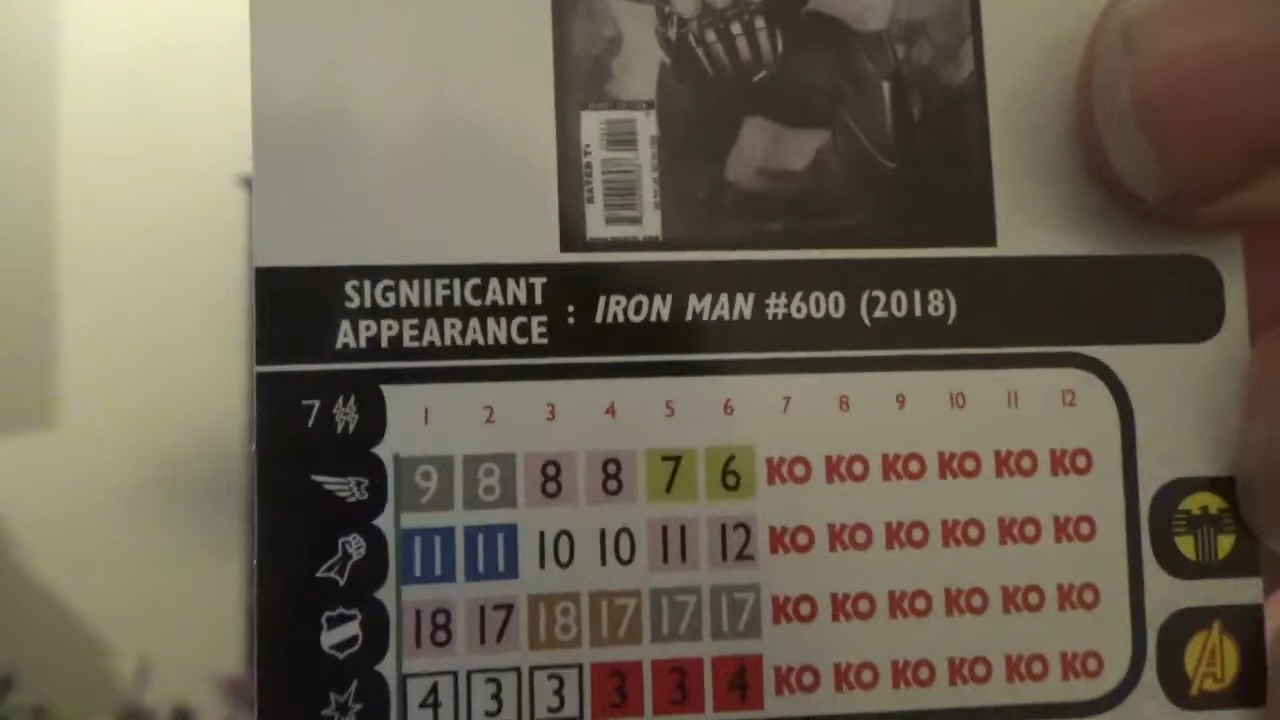 RATED T+
SIGNIFICANT APPEARANCE : IRON MAN #600 (2018)
7 1 2 3 4 5 6 7 8 9 10 11 12
9 8 8 8 7 6 KO KO KO KO KO KO
11 11 10 10 11 12 KO KO KO KO KO KO
18 17 18 17 17 17 KO KO KO KO KO KO
4 3 3 3 3 4 KO KO KO KO KO KO
A